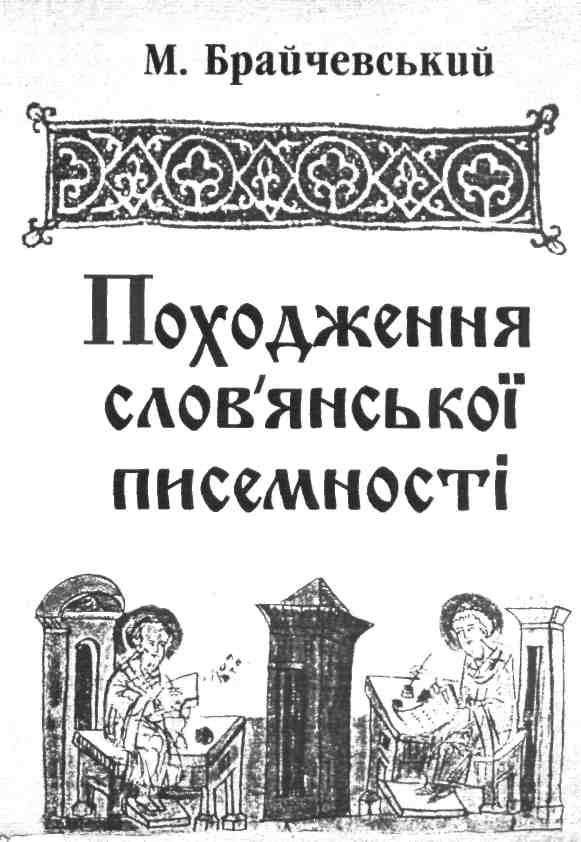 М. Брайчевський
Походження
слов'янської
писемності